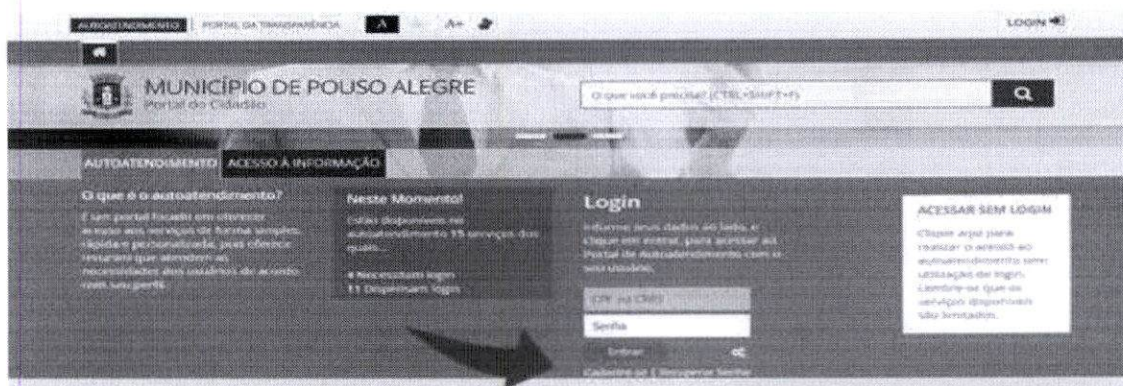 AUTOATENDIMENTO | PORTAL DA TRANSPARÊNCIA A A+ LOGIN
MUNICÍPIO DE POUSO ALEGRE
Portal do Cidadão
O que você precisa? (CTRL+SHIFT+F)
AUTOATENDIMENTO ACESSO À INFORMAÇÃO
O que é o autoatendimento?
É um portal focado em oferecer
acesso aos serviços de forma simples,
rápida e personalizada, pois oferece
recursos que atendem as
necessidades dos usuários de acordo
com seu perfil.
Neste Momento!
Estão disponíveis no
autoatendimento 15 serviços dos
quais...
4 Necessitam login
11 Dispensam login
Login
Informe seus dados ao lado, e
clique em entrar, para acessar ao
Portal de Autoatendimento com o
seu usuário.
CPF ou CNPJ
Senha
Entrar
Cadastre-se | Recuperar Senha
ACESSAR SEM LOGIN
Clique aqui para
realizar o acesso ao
autoatendimento sem
utilização de login.
Lembre-se que os
serviços disponíveis
são limitados.